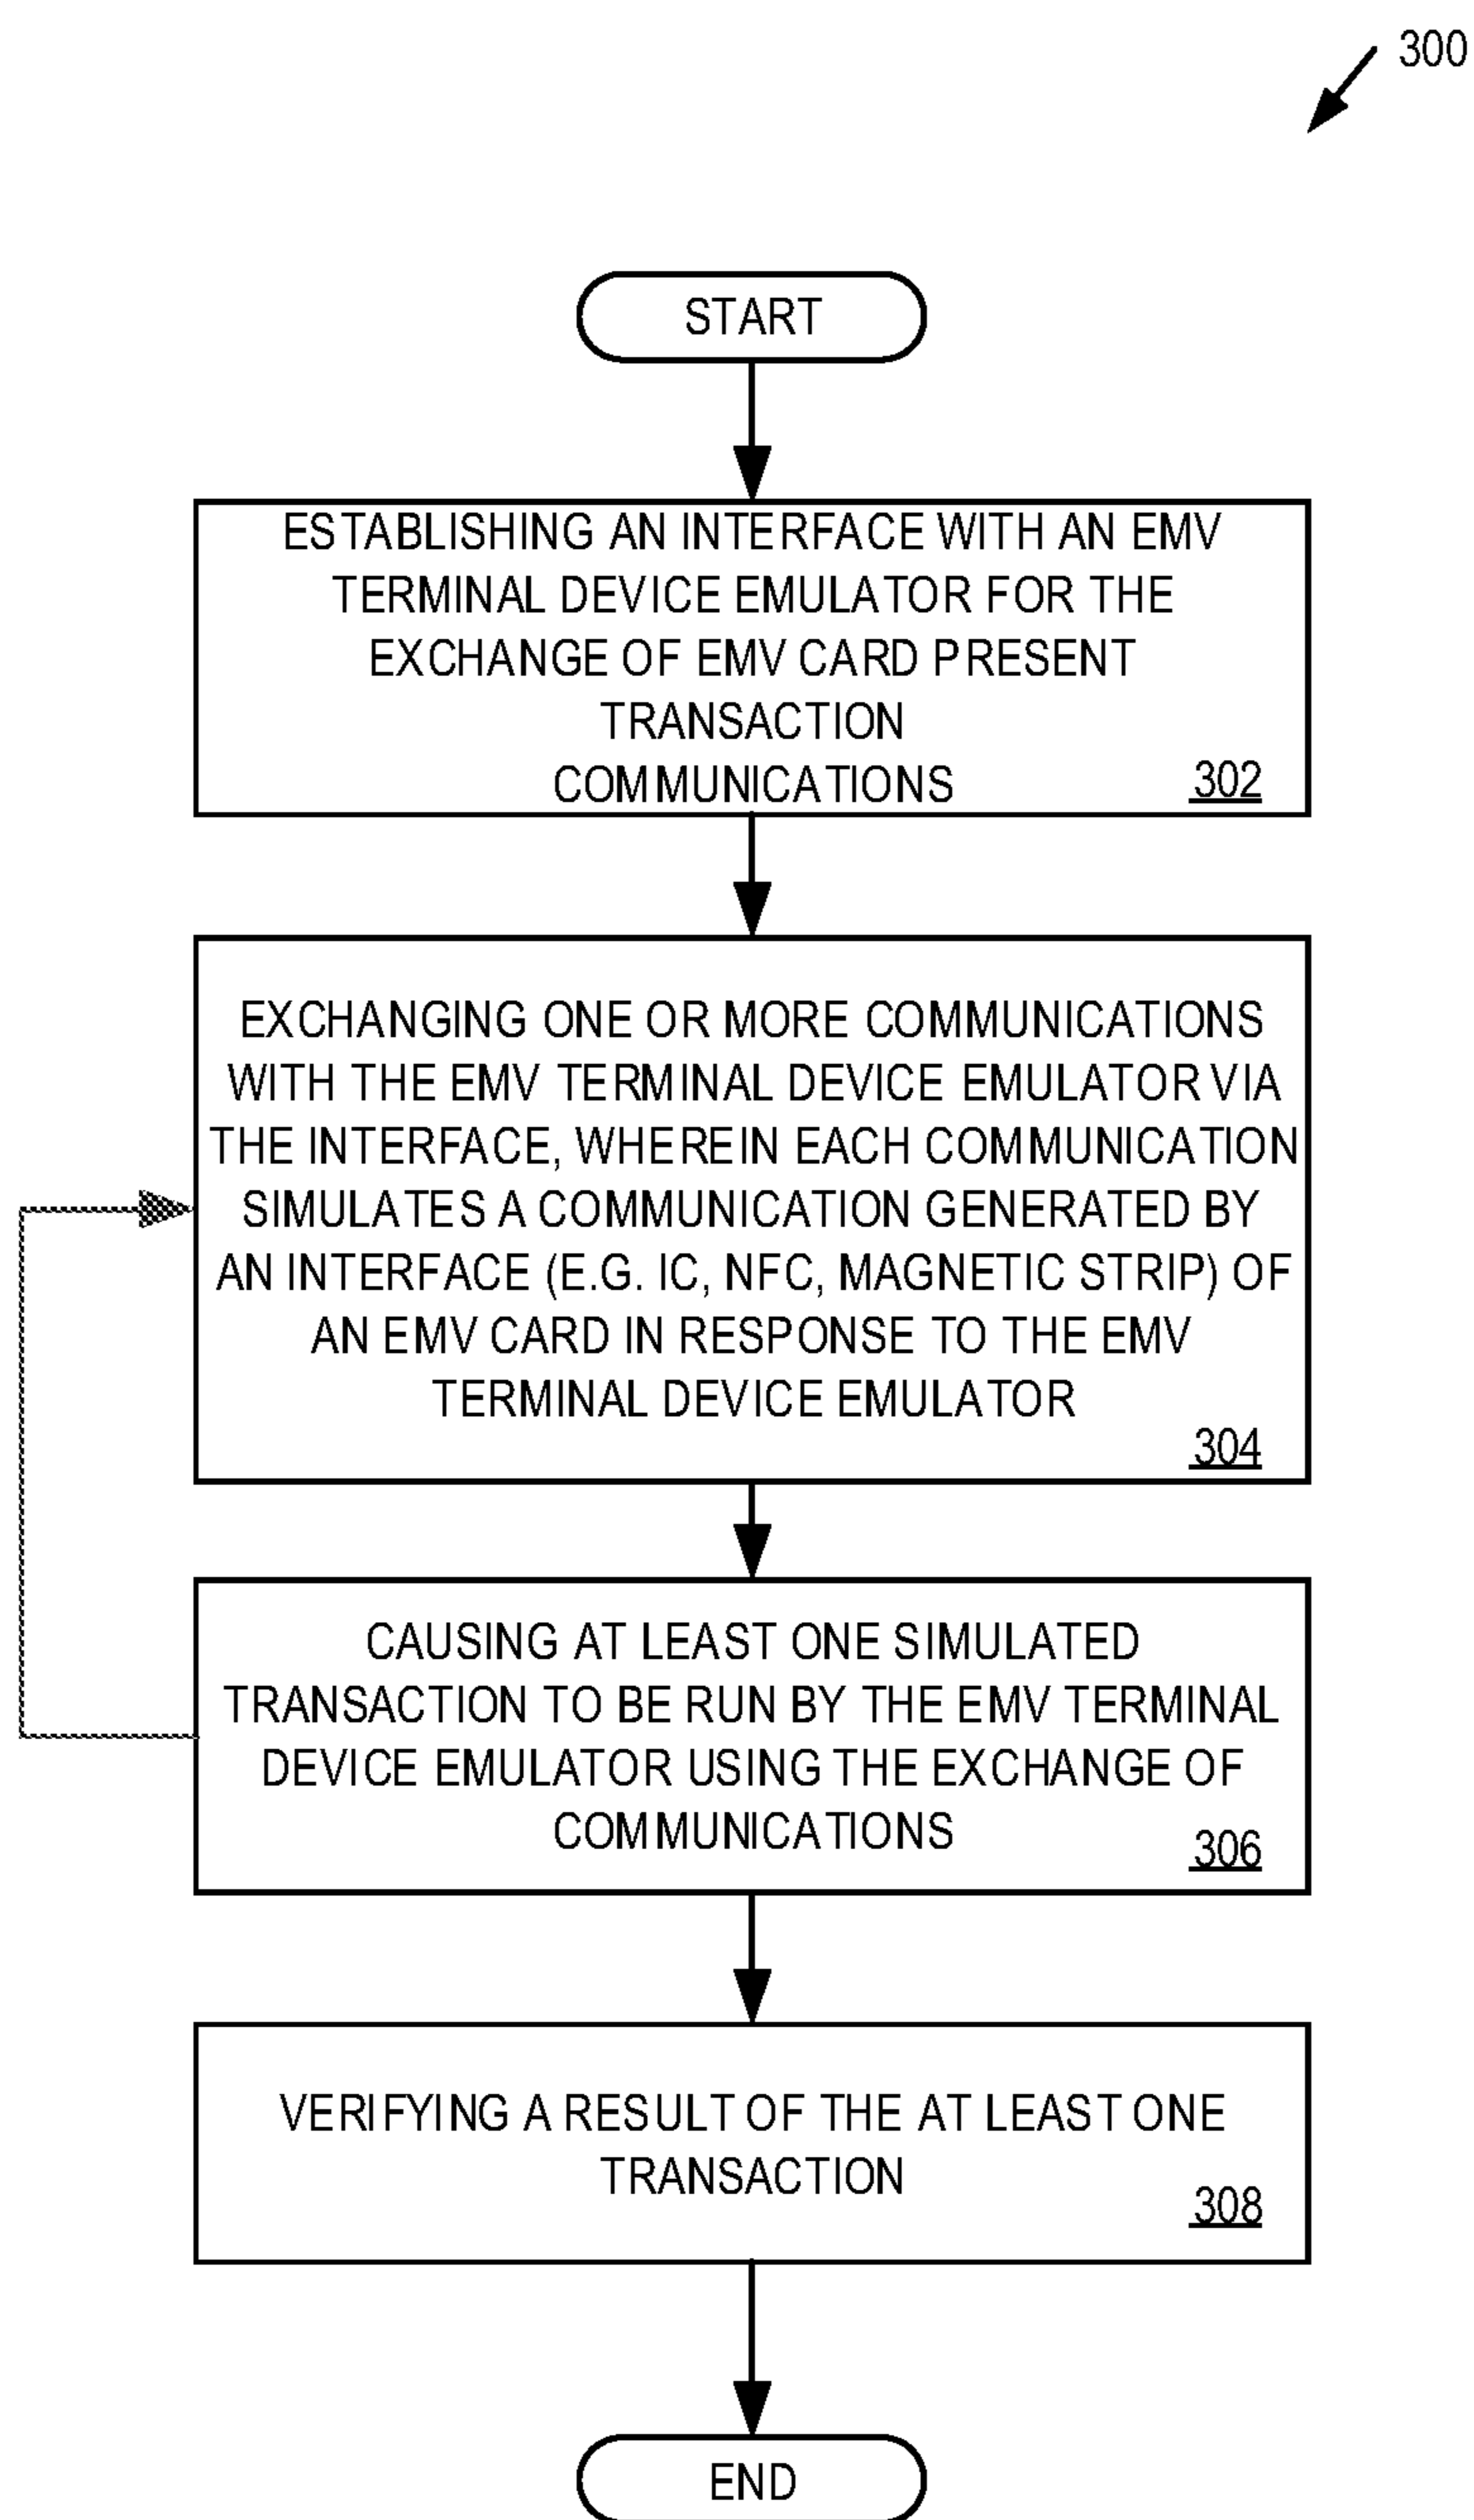 300
START
ESTABLISHING AN INTERFACE WITH AN EMV
TERMINAL DEVICE EMULATOR FOR THE
EXCHANGE OF EMV CARD PRESENT
TRANSACTION
COMMUNICATIONS
302
EXCHANGING ONE OR MORE COMMUNICATIONS
WITH THE EMV TERMINAL DEVICE EMULATOR VIA
THE INTERFACE, WHEREIN EACH COMMUNICATION
SIMULATES A COMMUNICATION GENERATED BY
AN INTERFACE (E.G. IC, NFC, MAGNETIC STRIP) OF
AN EMV CARD IN RESPONSE TO THE EMV
TERMINAL DEVICE EMULATOR
304
CAUSING AT LEAST ONE SIMULATED
TRANSACTION TO BE RUN BY THE EMV TERMINAL
DEVICE EMULATOR USING THE EXCHANGE OF
COMMUNICATIONS
306
VERIFYING A RESULT OF THE AT LEAST ONE
TRANSACTION
308
END